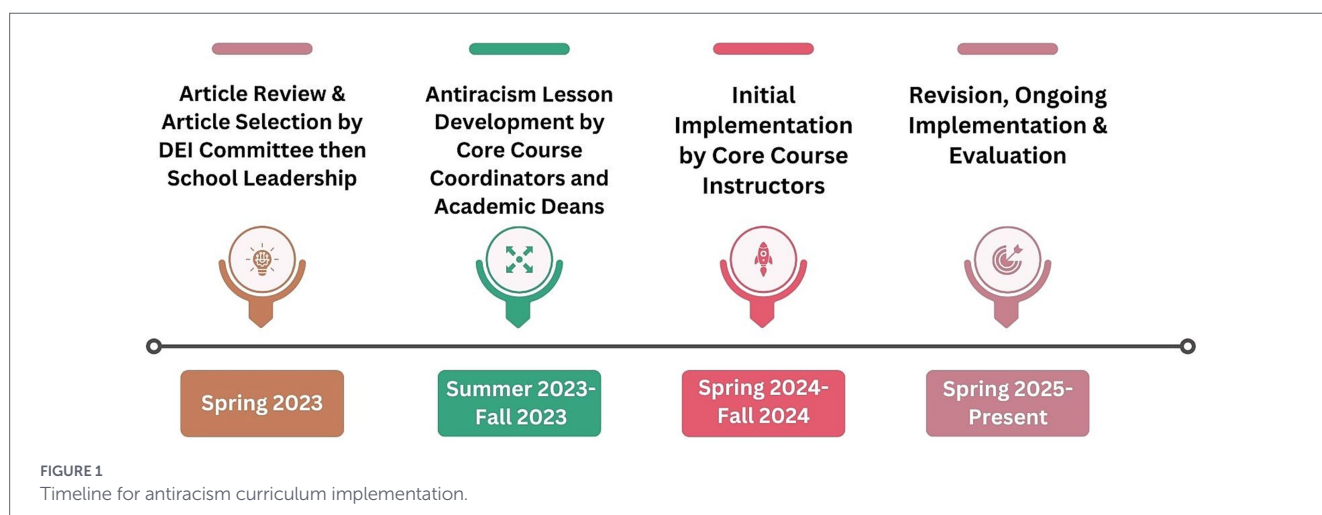 Article Review &
Article Selection by
DEI Committee then
School Leadership
Antiracism Lesson
Development by
Core Course
Coordinators and
Academic Deans
Initial
Implementation
by Core Course
Instructors
Revision, Ongoing
Implementation &
Evaluation
Spring 2023
Summer 2023-
Fall 2023
Spring 2024-
Fall 2024
Spring 2025-
Present
FIGURE 1
Timeline for antiracism curriculum implementation.